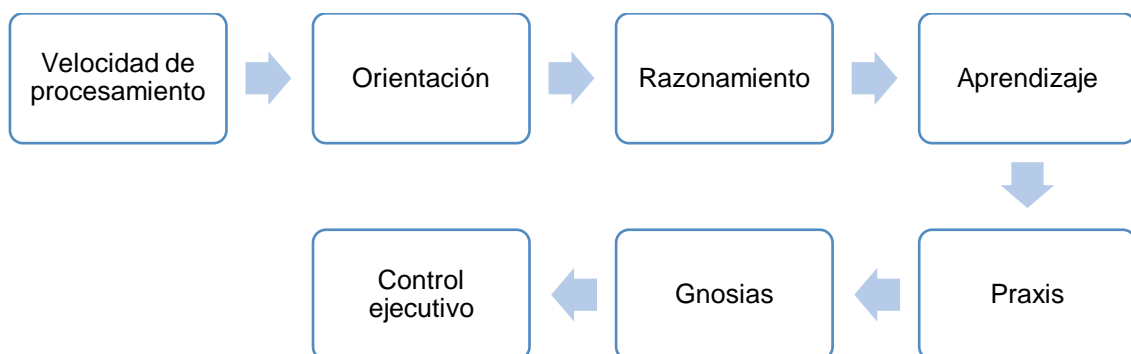 Velocidad de
procesamiento
Orientación
Razonamiento
Aprendizaje
Praxis
Gnosias
Control
ejecutivo